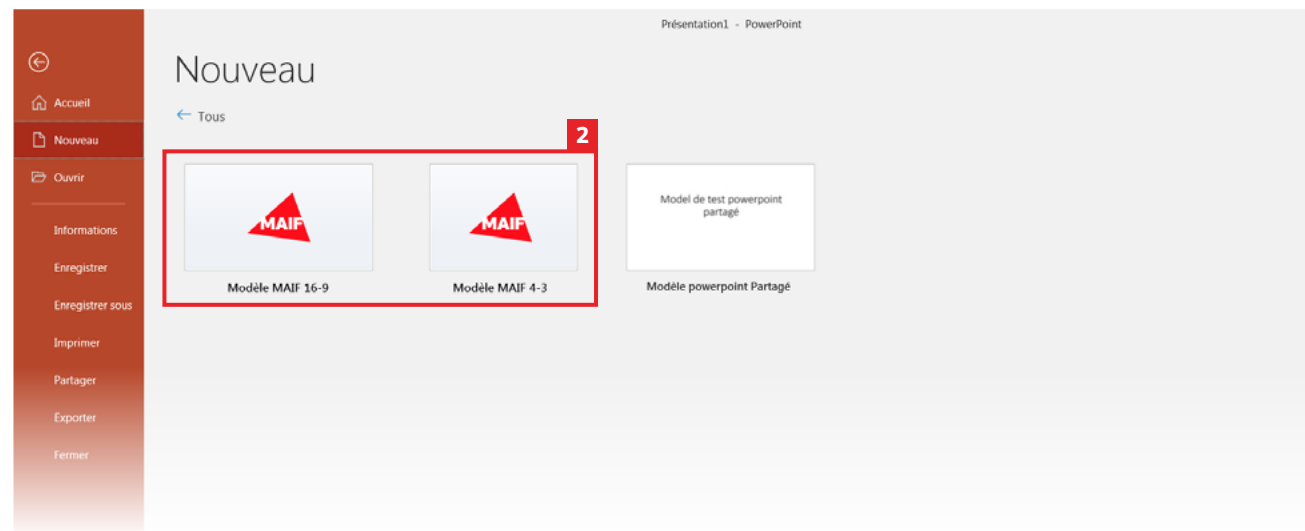 Présentation1 - PowerPoint
Nouveau
← Tous
Accueil
Nouveau
Ouvrir
Informations
Enregistrer
Enregistrer sous
Imprimer
Partager
Exporter
Fermer
2
MAIF
Modèle MAIF 16-9
MAIF
Modèle MAIF 4-3
Model de test powerpoint
partagé
Modèle powerpoint Partagé